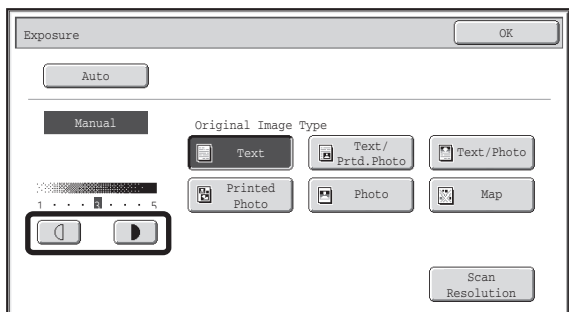 Exposure
OK
Auto
Manual
Original Image Type
Text
Text/
Prtd.Photo
Text/Photo
Printed
Photo
Photo
Map
1 · · · 3 · · · 5
Scan
Resolution